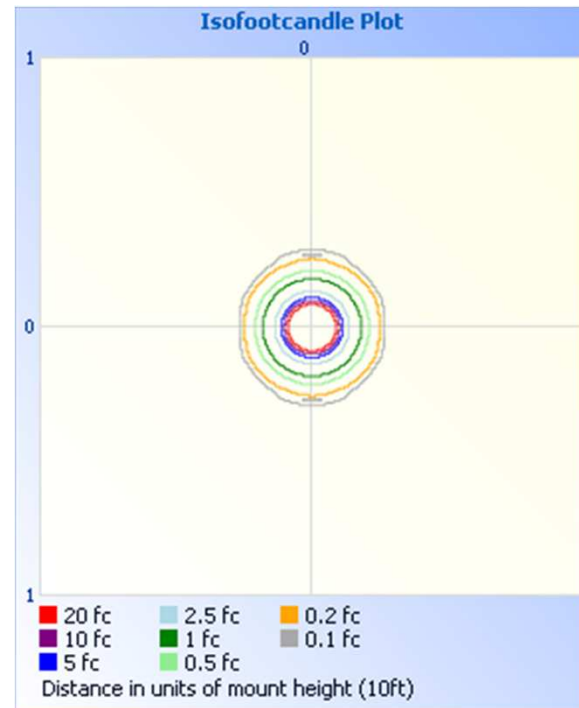 Isofootcandle Plot
0
1
0
1
20 fc 2.5 fc 0.2 fc
10 fc 1 fc 0.1 fc
5 fc 0.5 fc
Distance in units of mount height (10ft)